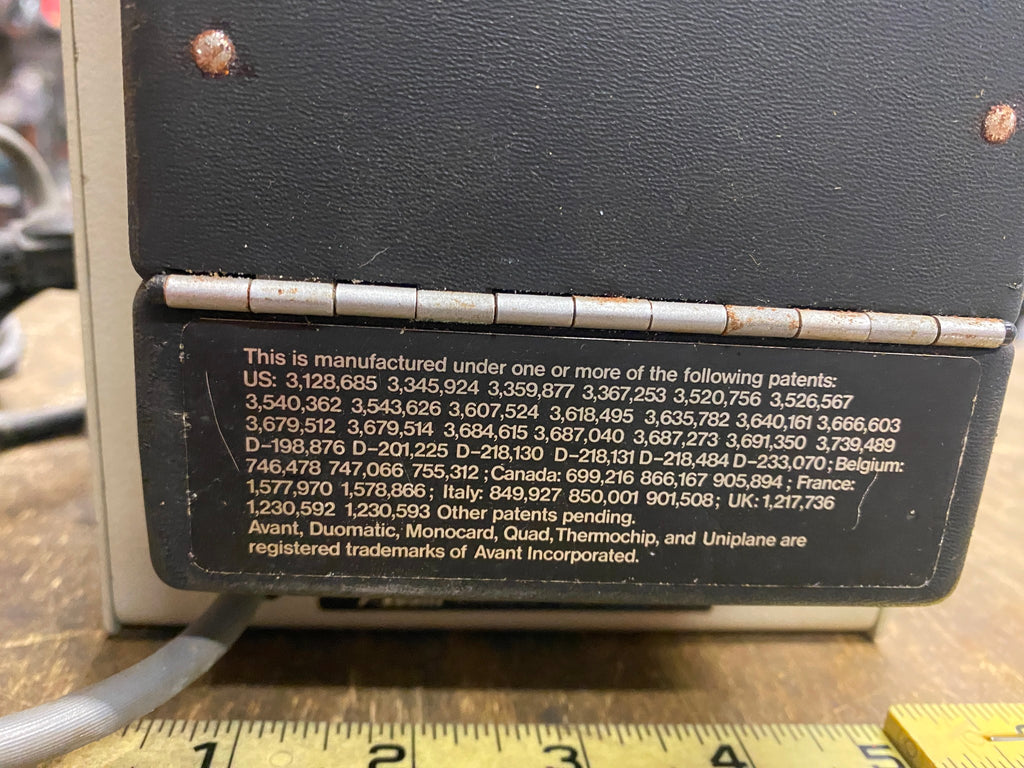 This is manufactured under one or more of the following patents:
US: 3,128,685 3,345,924 3,359,877 3,367,253 3,520,756 3,526,567
3,540,362 3,543,626 3,607,524 3,618,495 3,635,782 3,640,161 3,666,603
3,679,512 3,679,514 3,684,615 3,687,040 3,687,273 3,691,350 3,739,489
D-198,876 D-201,225 D-218,130 D-218,131 D-218,484 D-233,070; Belgium:
746,478 747,066 755,312; Canada: 699,216 866,167 905,894; France:
1,577,970 1,578,866; Italy: 849,927 850,001 901,508; UK: 1,217,736
1,230,592 1,230,593 Other patents pending.
Avant, Duomatic, Monocard, Quad, Thermochip, and Uniplane are
registered trademarks of Avant Incorporated.
1 2 3 4 5